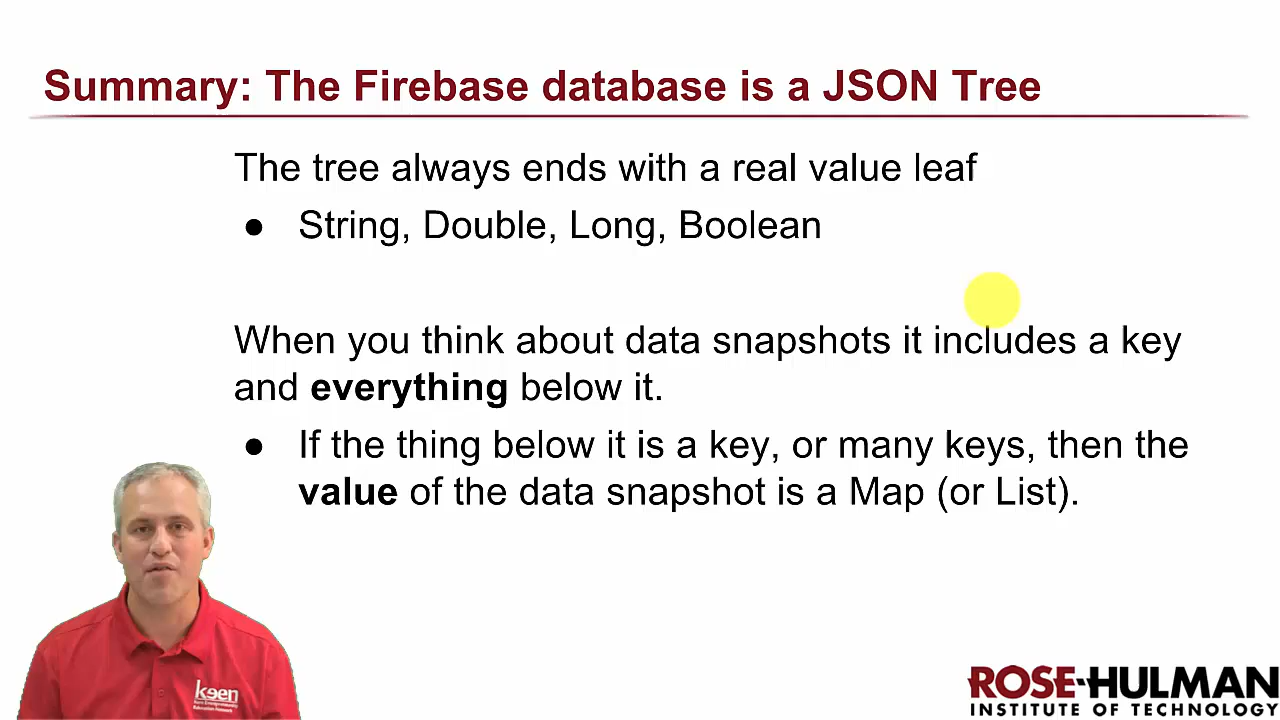 Summary: The Firebase database is a JSON Tree
The tree always ends with a real value leaf
● String, Double, Long, Boolean
When you think about data snapshots it includes a key
and everything below it.
● If the thing below it is a key, or many keys, then the
value of the data snapshot is a Map (or List).
keen
ROSE-HULMAN
INSTITUTE OF TECHNOLOGY